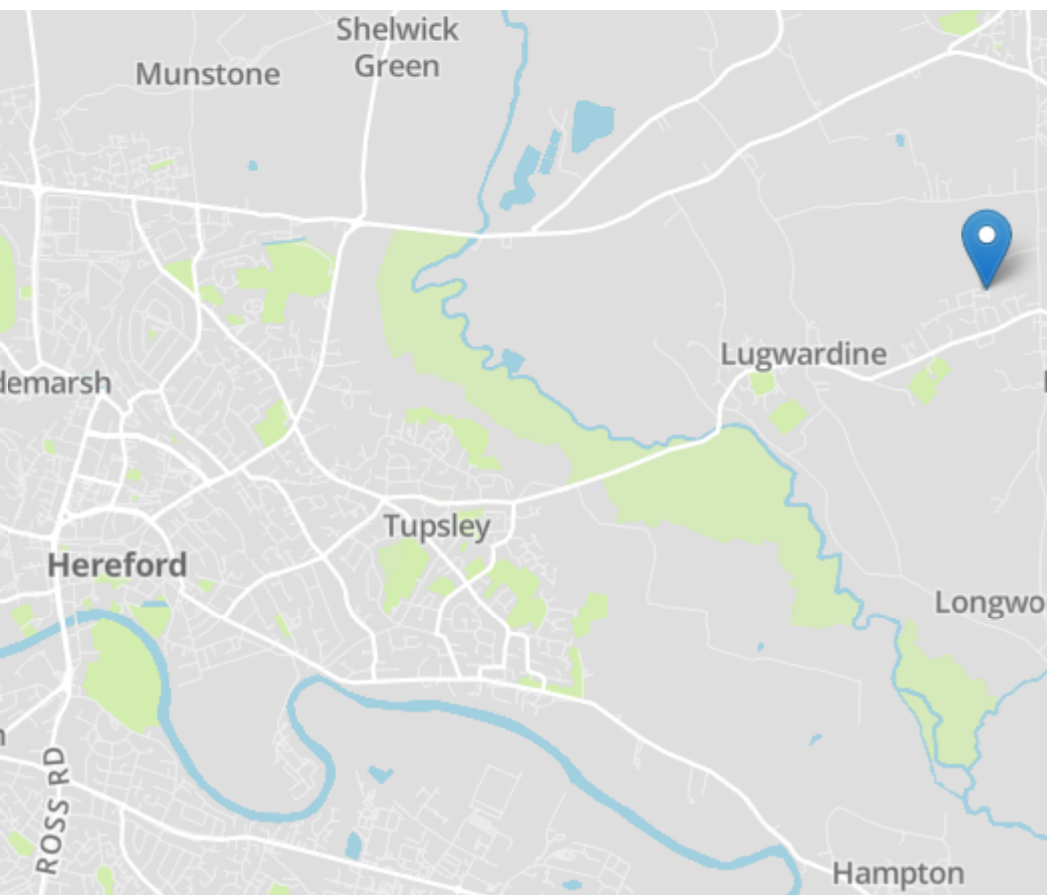 Shelwick
Green
Munstone
Lugwardine
demarsh
Tupsley
Hereford
Longwo
ROSS RD
Hampton